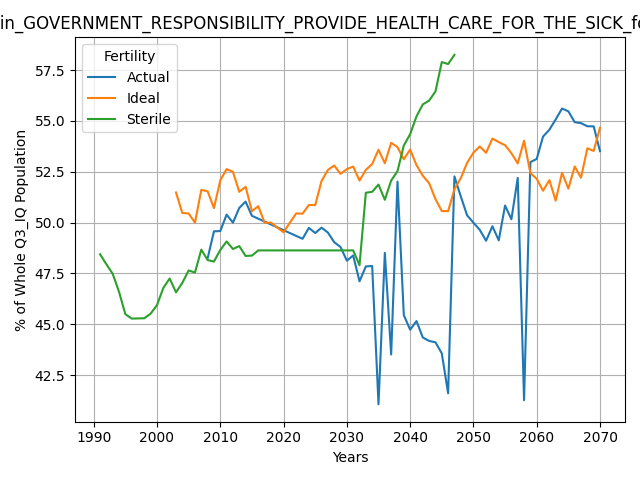 in_GOVERNMENT_RESPONSIBILITY_PROVIDE_HEALTH_CARE_FOR_THE_SICK_fo
Fertility
Actual
Ideal
Sterile
% of Whole Q3_IQ Population
57.5
55.0
52.5
50.0
47.5
45.0
42.5
1990 2000 2010 2020 2030 2040 2050 2060 2070
Years